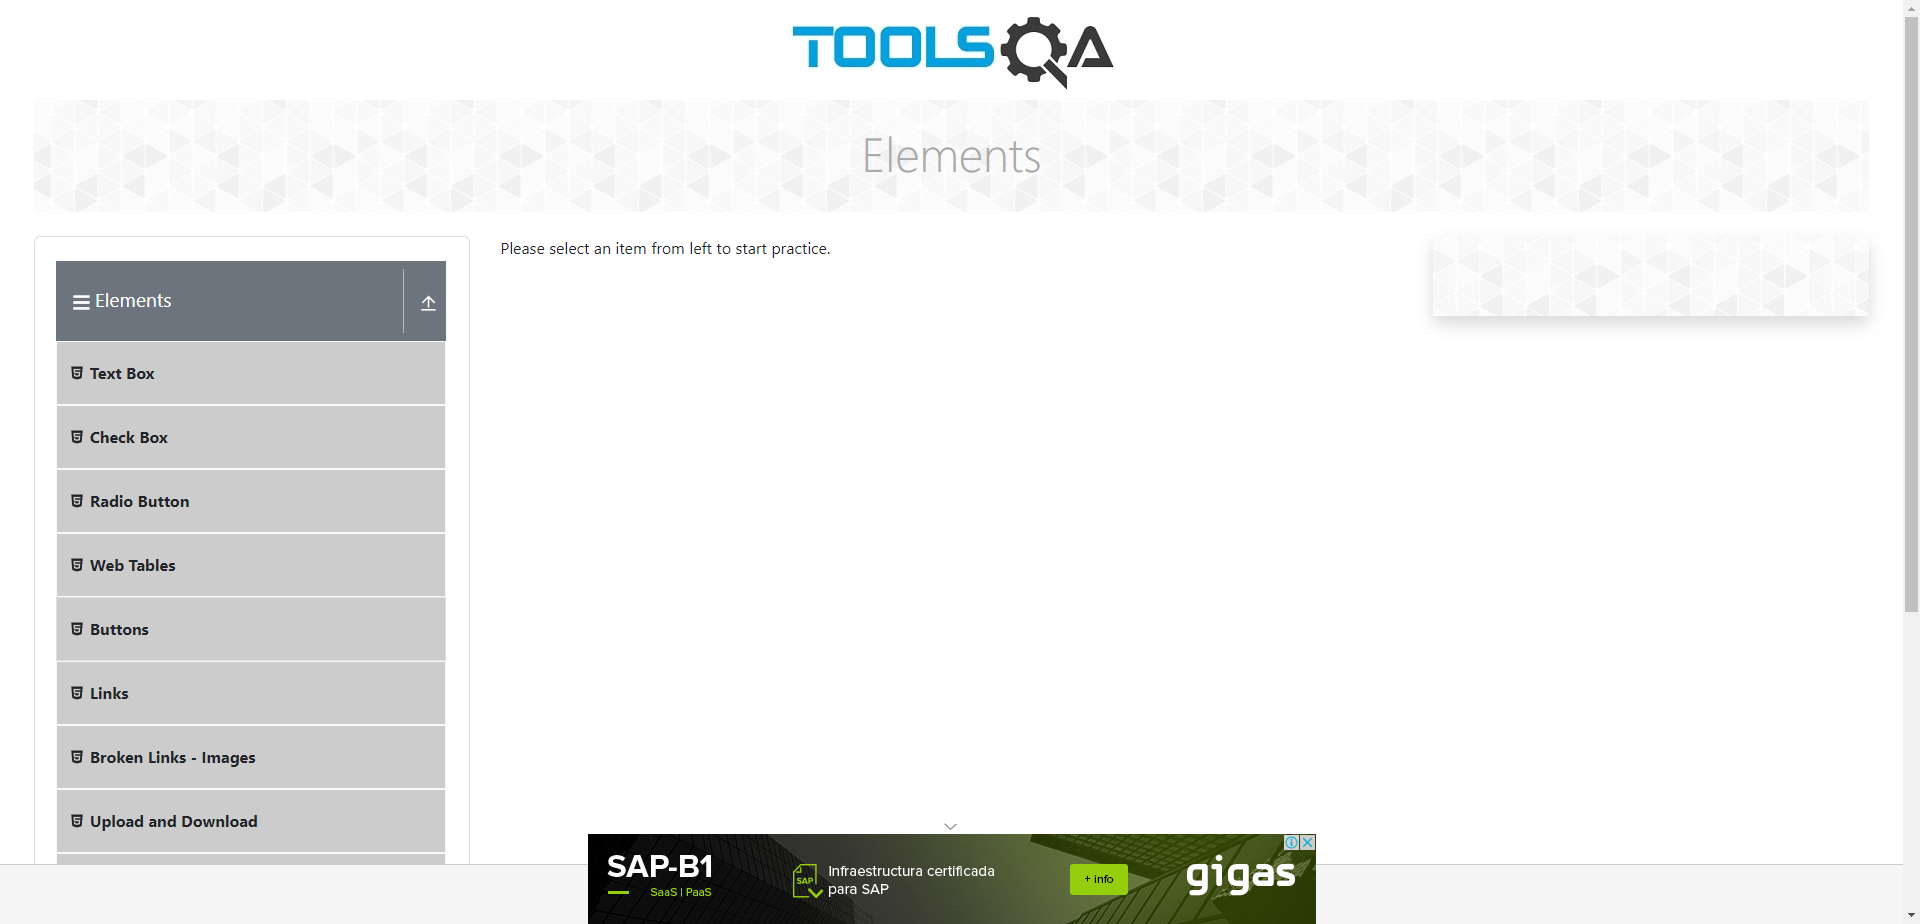 TOOLSQA
Elements
Elements
Text Box
Check Box
Radio Button
Web Tables
Buttons
Links
Broken Links - Images
Upload and Download
Please select an item from left to start practice.
SAP-B1
SaaS | PaaS
SAP
Infraestructura certificada
para SAP
+ info
gigas